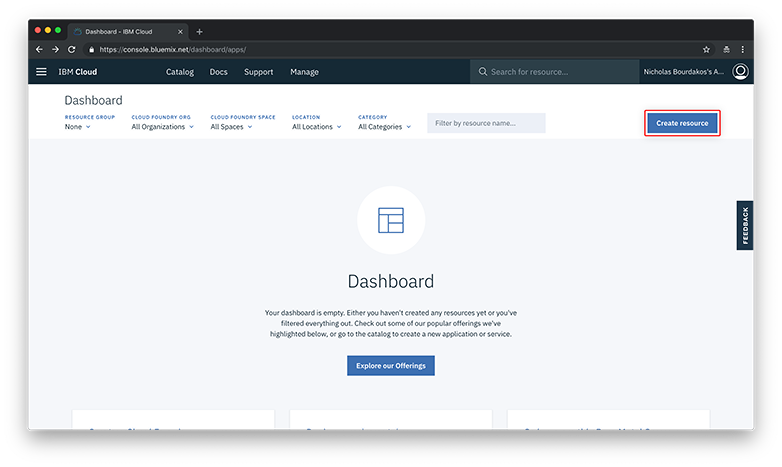 Dashboard - IBM Cloud
https://console.bluemix.net/dashboard/apps/
IBM Cloud Catalog Docs Support Manage Search for resource... Nicholas Bourdakos's A...
Dashboard
RESOURCE GROUP CLOUD FOUNDRY ORG CLOUD FOUNDRY SPACE LOCATION CATEGORY
None All Organizations All Spaces All Locations All Categories Filter by resource name... Create resource
FEEDBACK
Dashboard
Your dashboard is empty. Either you haven't created any resources yet or you've
filtered everything out. Check out some of our popular offerings we've
highlighted below, or go to the catalog to create a new application or service.
Explore our Offerings